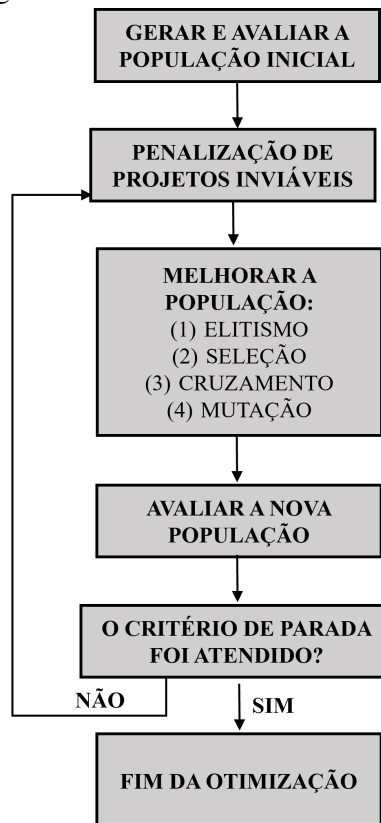 GERAR E AVALIAR A
POPULAÇÃO INICIAL
PENALIZAÇÃO DE
PROJETOS INVIÁVEIS
MELHORAR A
POPULAÇÃO:
(1) ELITISMO
(2) SELEÇÃO
(3) CRUZAMENTO
(4) MUTAÇÃO
AVALIAR A NOVA
POPULAÇÃO
O CRITÉRIO DE PARADA
FOI ATENDIDO?
NÃO
SIM
FIM DA OTIMIZAÇÃO